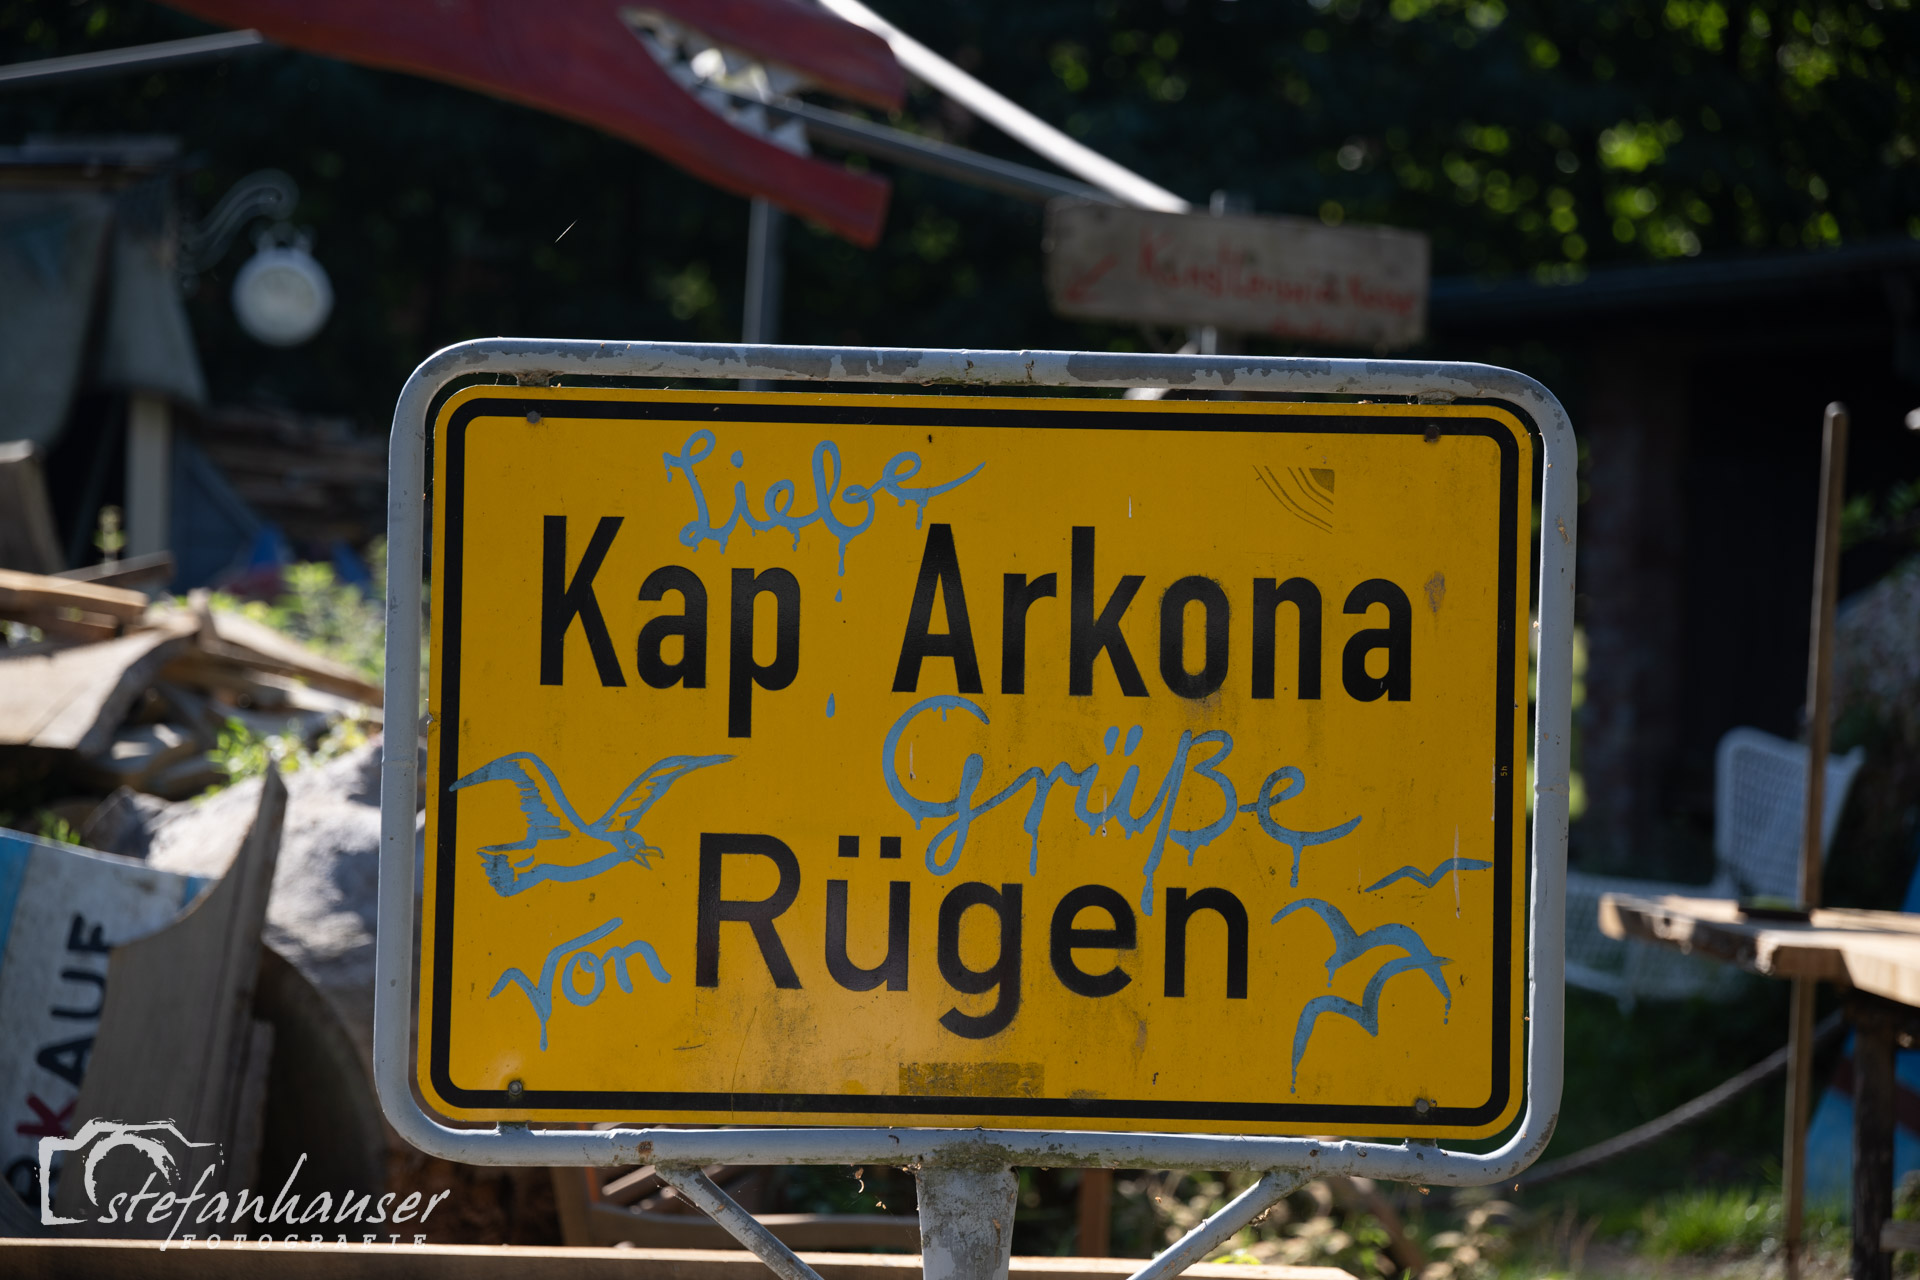 Liebe
Kap Arkona
Grüße
von Rügen
KAUF
stefanhauser
FOTOGRAFIE